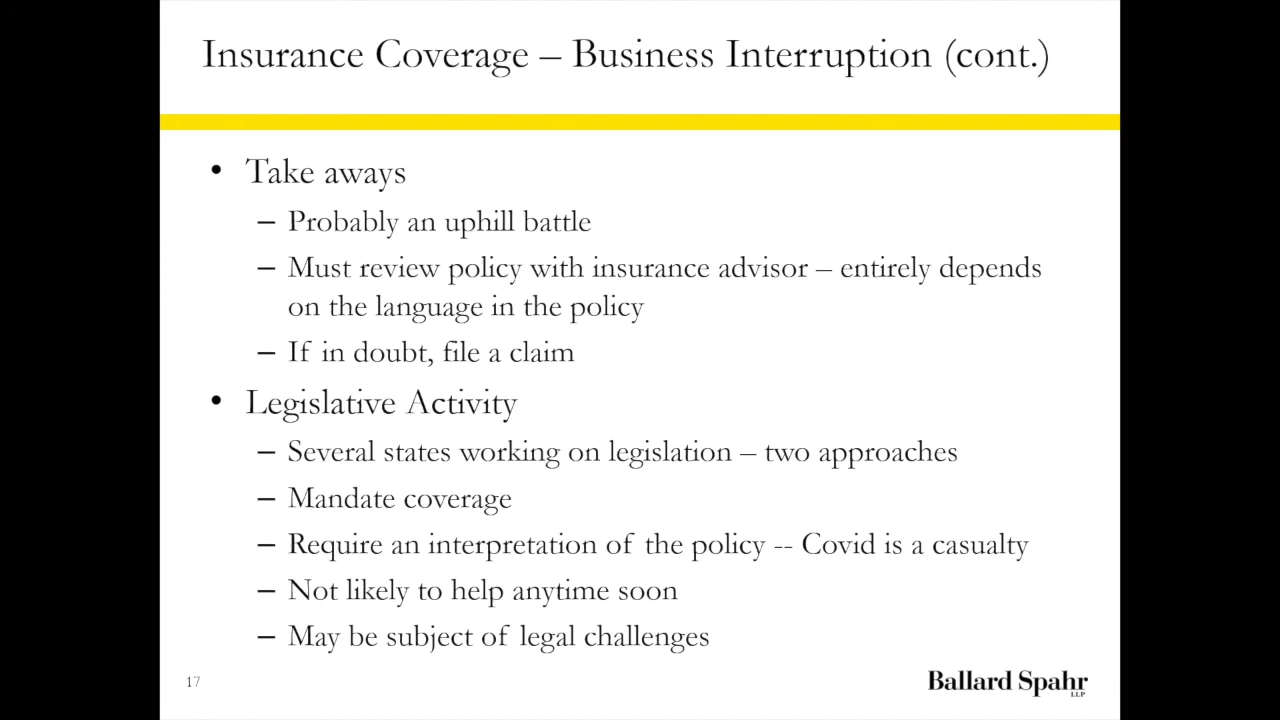 Insurance Coverage – Business Interruption (cont.)
• Take aways
– Probably an uphill battle
– Must review policy with insurance advisor – entirely depends
on the language in the policy
– If in doubt, file a claim
• Legislative Activity
– Several states working on legislation – two approaches
– Mandate coverage
– Require an interpretation of the policy -- Covid is a casualty
– Not likely to help anytime soon
– May be subject of legal challenges
17
Ballard Spahr
LLP